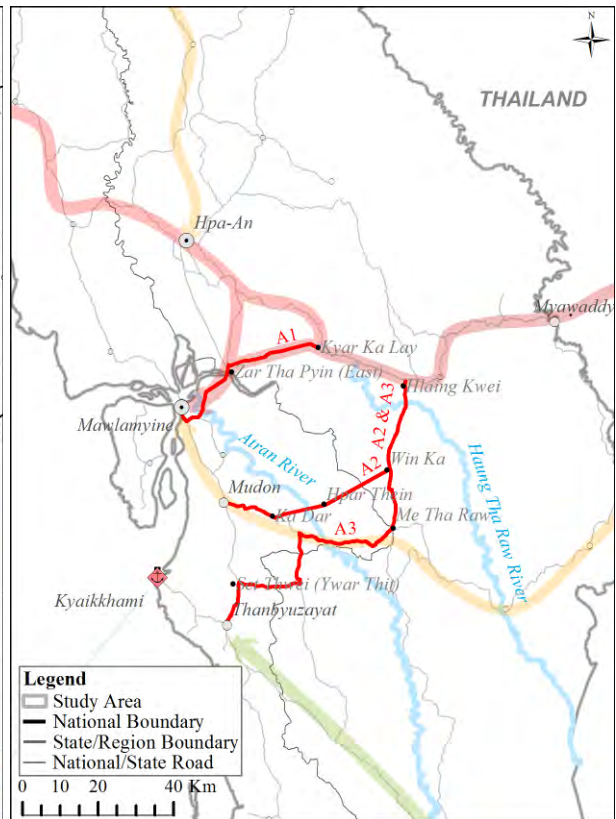 N
THAILAND
Hpa-An
Myawaddy
A1
Kyar Ka Lay
Zar Tha Pyin (East)
Hlaing Kwei
A2 & A3
Mawlamyine
Atran River
A2
Win Ka
Haung Tha Raw River
Mudon
Hpar Thein
Ka Dar
Me Tha Raw
A3
Set Thwei (Ywar Thit)
Kyaikkhami
Thanbyuzayat
Legend
Study Area
National Boundary
State/Region Boundary
National/State Road
0 10 20 40 Km